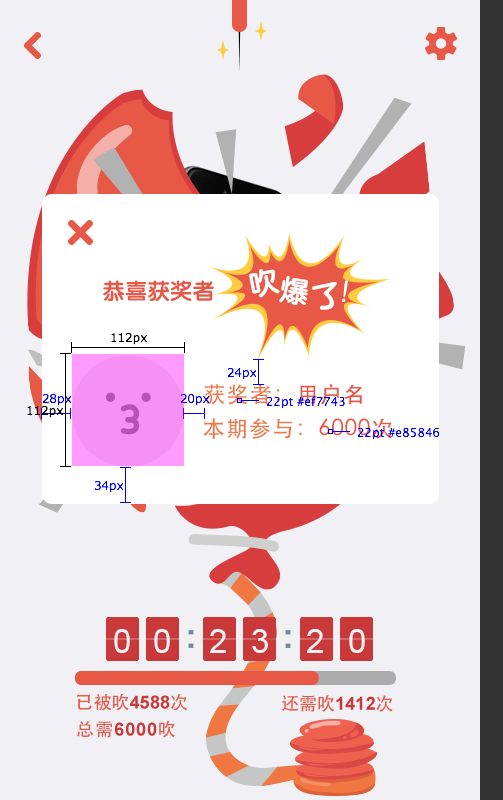 恭喜获奖者
吹爆了!
112px
24px
28px
20px
112px
获奖者：用户名
22pt #ef7743
本期参与：6000次
22pt #e85846
34px
00:23:20
已被吹4588次
还需吹1412次
总需6000吹